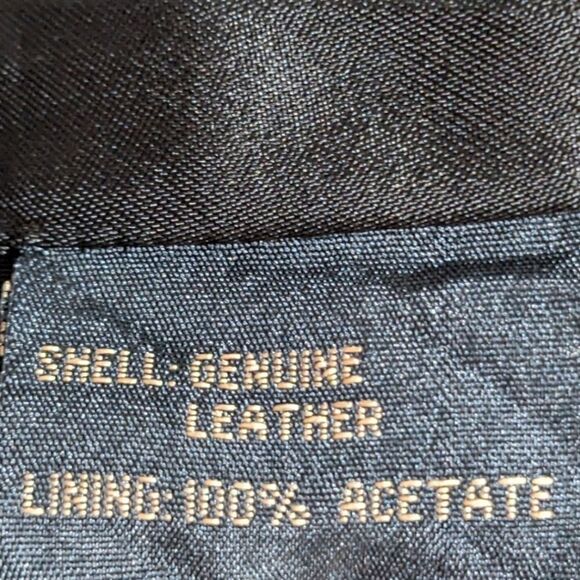 SHELL: GENUINE
LEATHER
LINING: 100% ACETATE